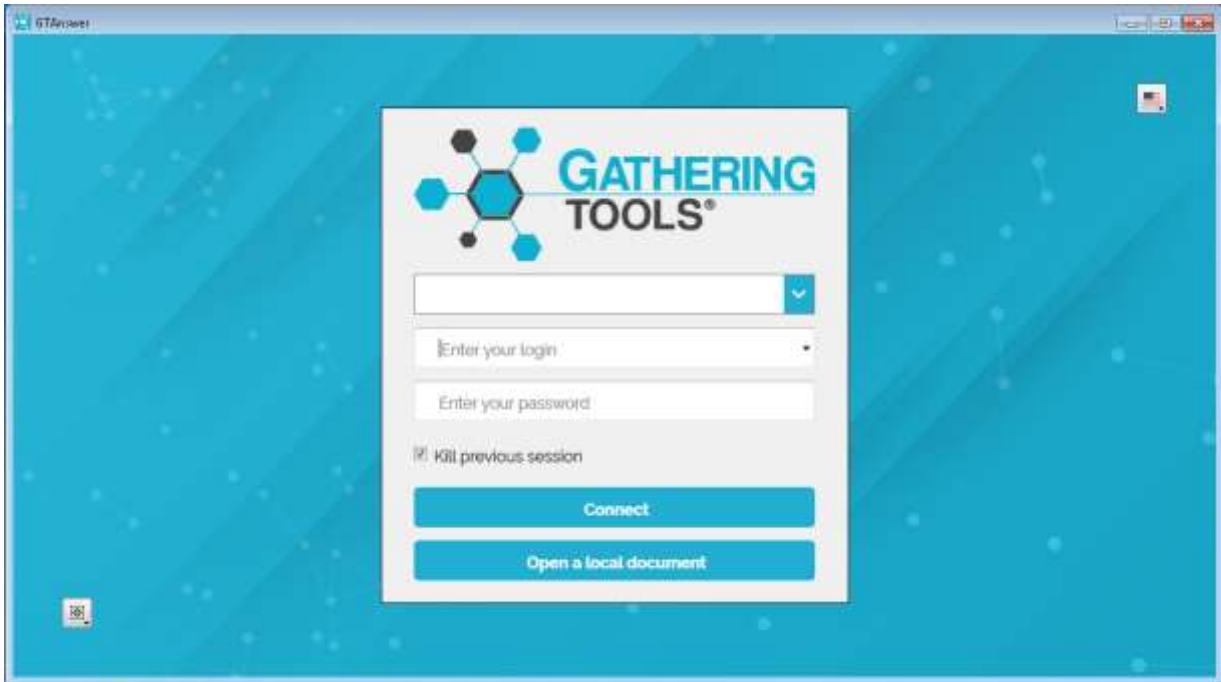 GTAnswer
GATHERING
TOOLS®
Enter your login
Enter your password
Kill previous session
Connect
Open a local document